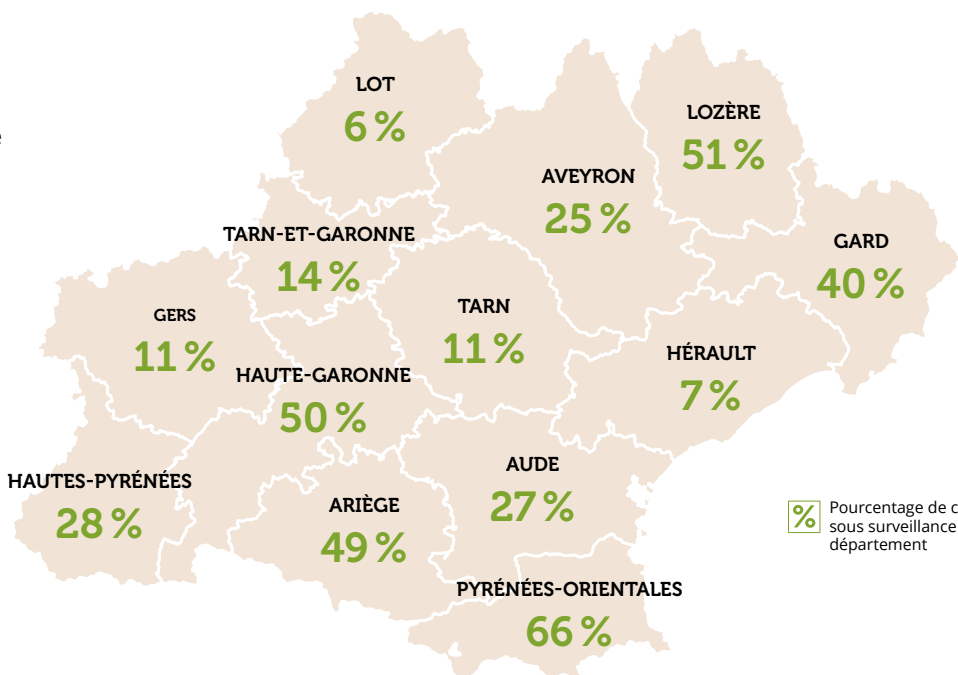 LOT
6 %
LOZÈRE
51 %
AVEYRON
25 %
TARN-ET-GARONNE
14 %
GARD
40 %
GERS
11 %
TARN
11 %
HÉRAULT
7 %
HAUTE-GARONNE
50 %
HAUTES-PYRÉNÉES
28 %
ARIÈGE
49 %
AUDE
27 %
PYRÉNÉES-ORIENTALES
66 %
% Pourcentage de c
sous surveillance
département